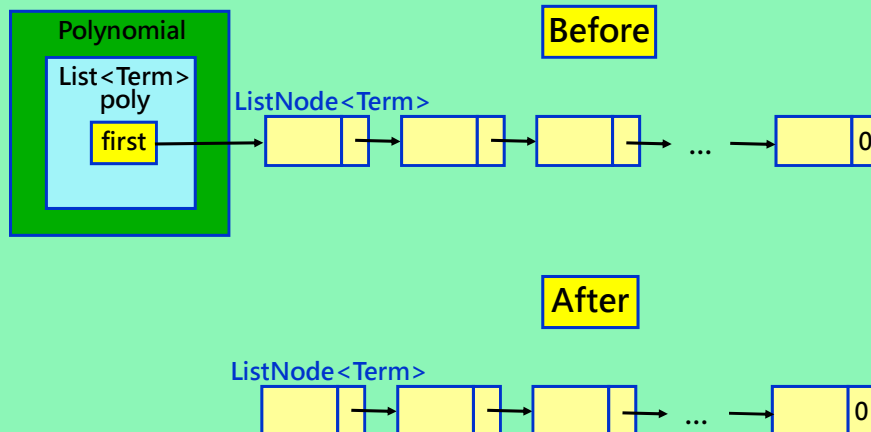 Polynomial
Before
List<Term>
poly
ListNode<Term>
first
...
0
After
ListNode<Term>
...
0